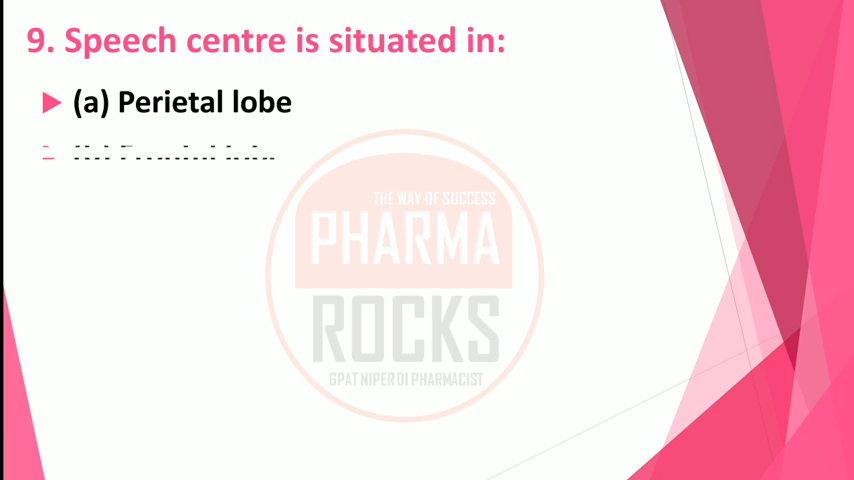 9. Speech centre is situated in:
(a) Perietal lobe
THE WAY OF SUCCESS
PHARMA
ROCKS
GPAT NIPER DI PHARMACIST